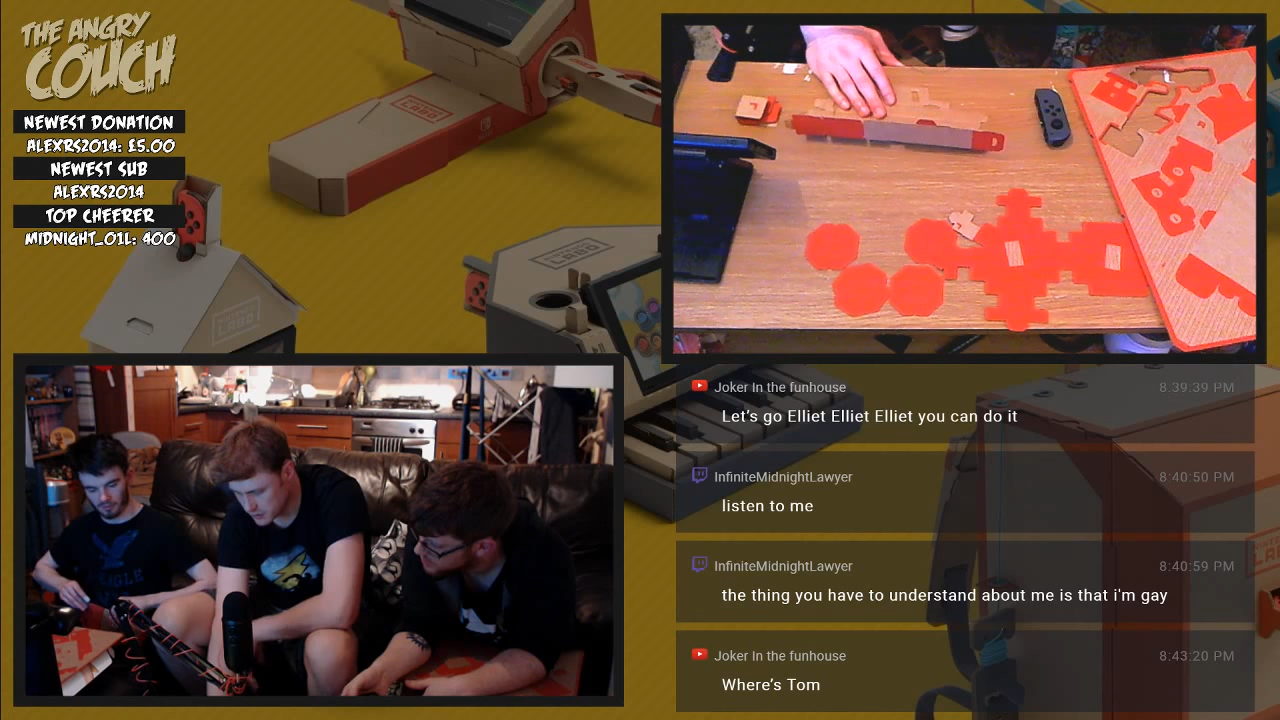 THE ANGRY
COUCH
NEWEST DONATION
ALEXRS2014: £5.00
NEWEST SUB
ALEXRS2014
TOP CHEERER
MIDNIGHT_01L: 400
Joker In the funhouse 8:39:39 PM
Let's go Elliet Elliet Elliet you can do it
InfiniteMidnightLawyer 8:40:50 PM
listen to me
InfiniteMidnightLawyer 8:40:59 PM
the thing you have to understand about me is that i'm gay
Joker In the funhouse 8:43:20 PM
Where's Tom